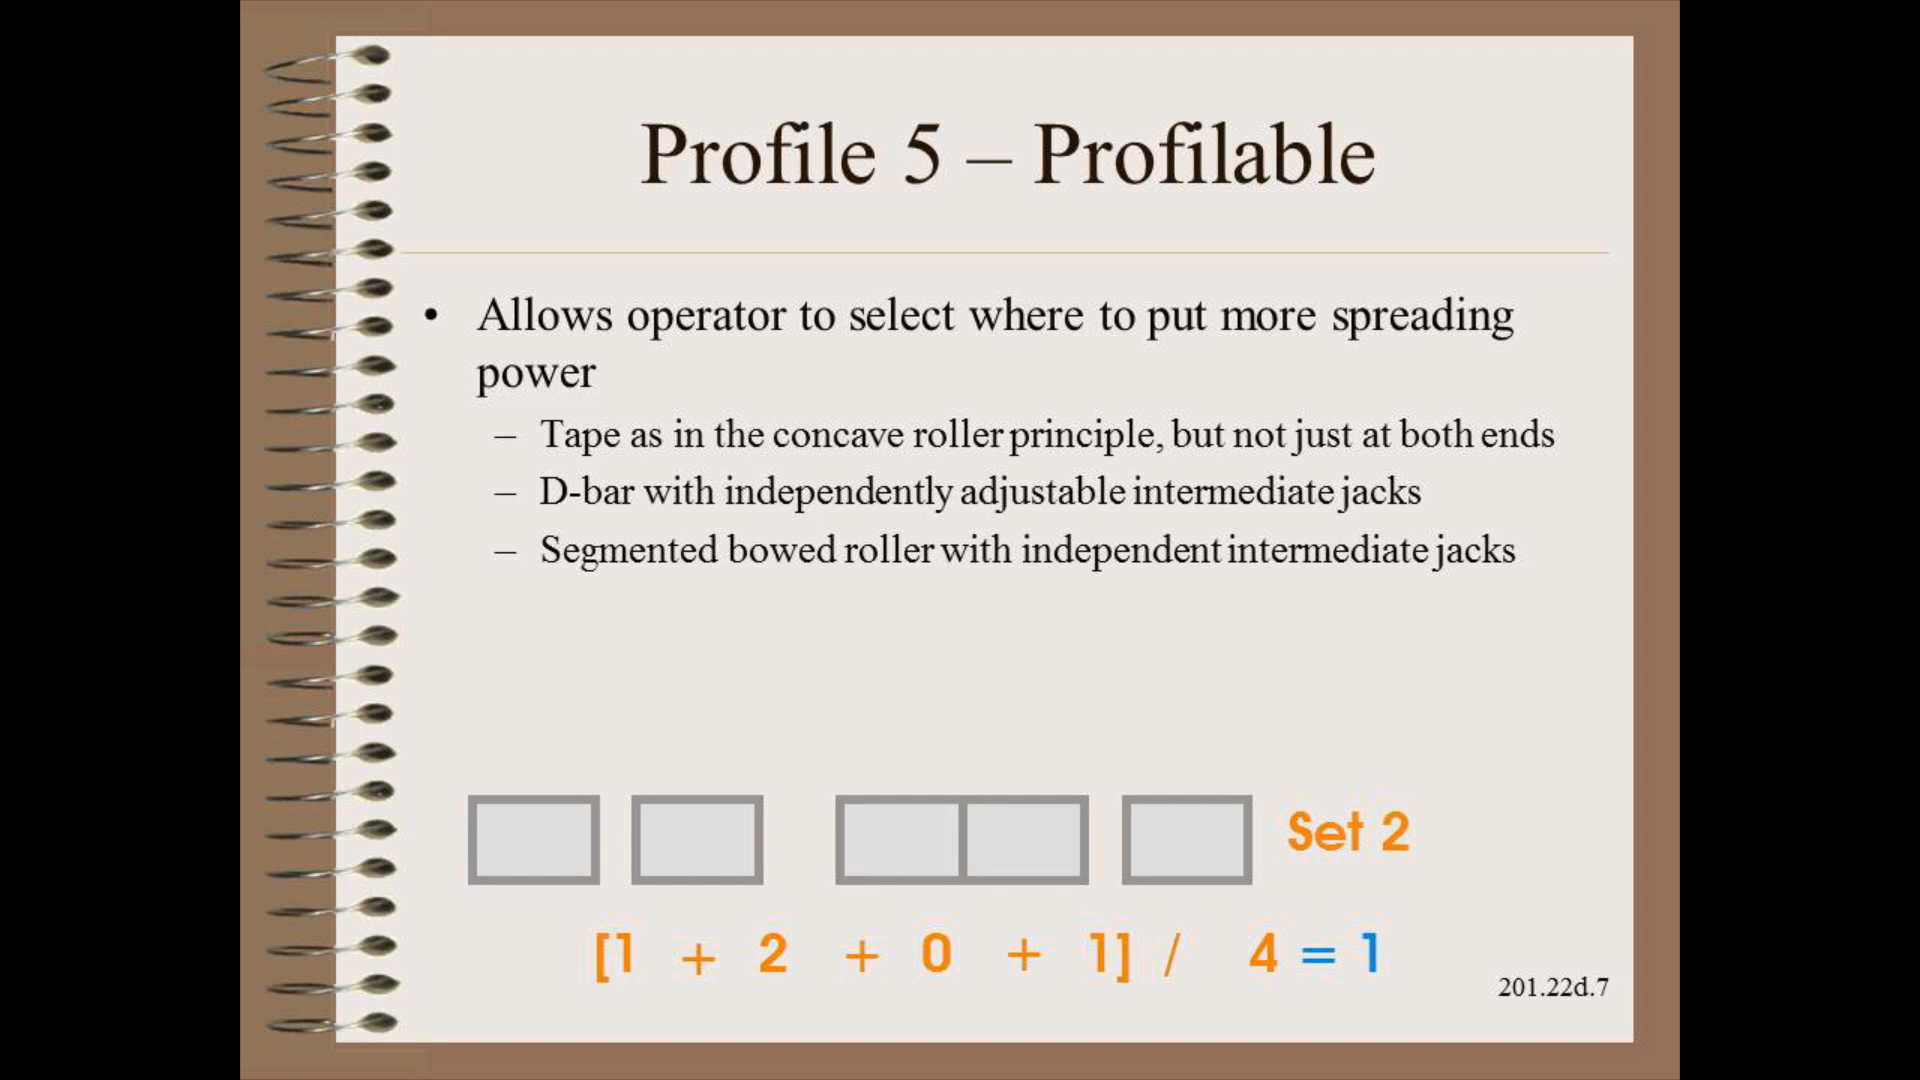 Profile 5 – Profilable
• Allows operator to select where to put more spreading
power
– Tape as in the concave roller principle, but not just at both ends
– D-bar with independently adjustable intermediate jacks
– Segmented bowed roller with independent intermediate jacks
Set 2
[1 + 2 + 0 + 1] / 4 = 1
201.22d.7